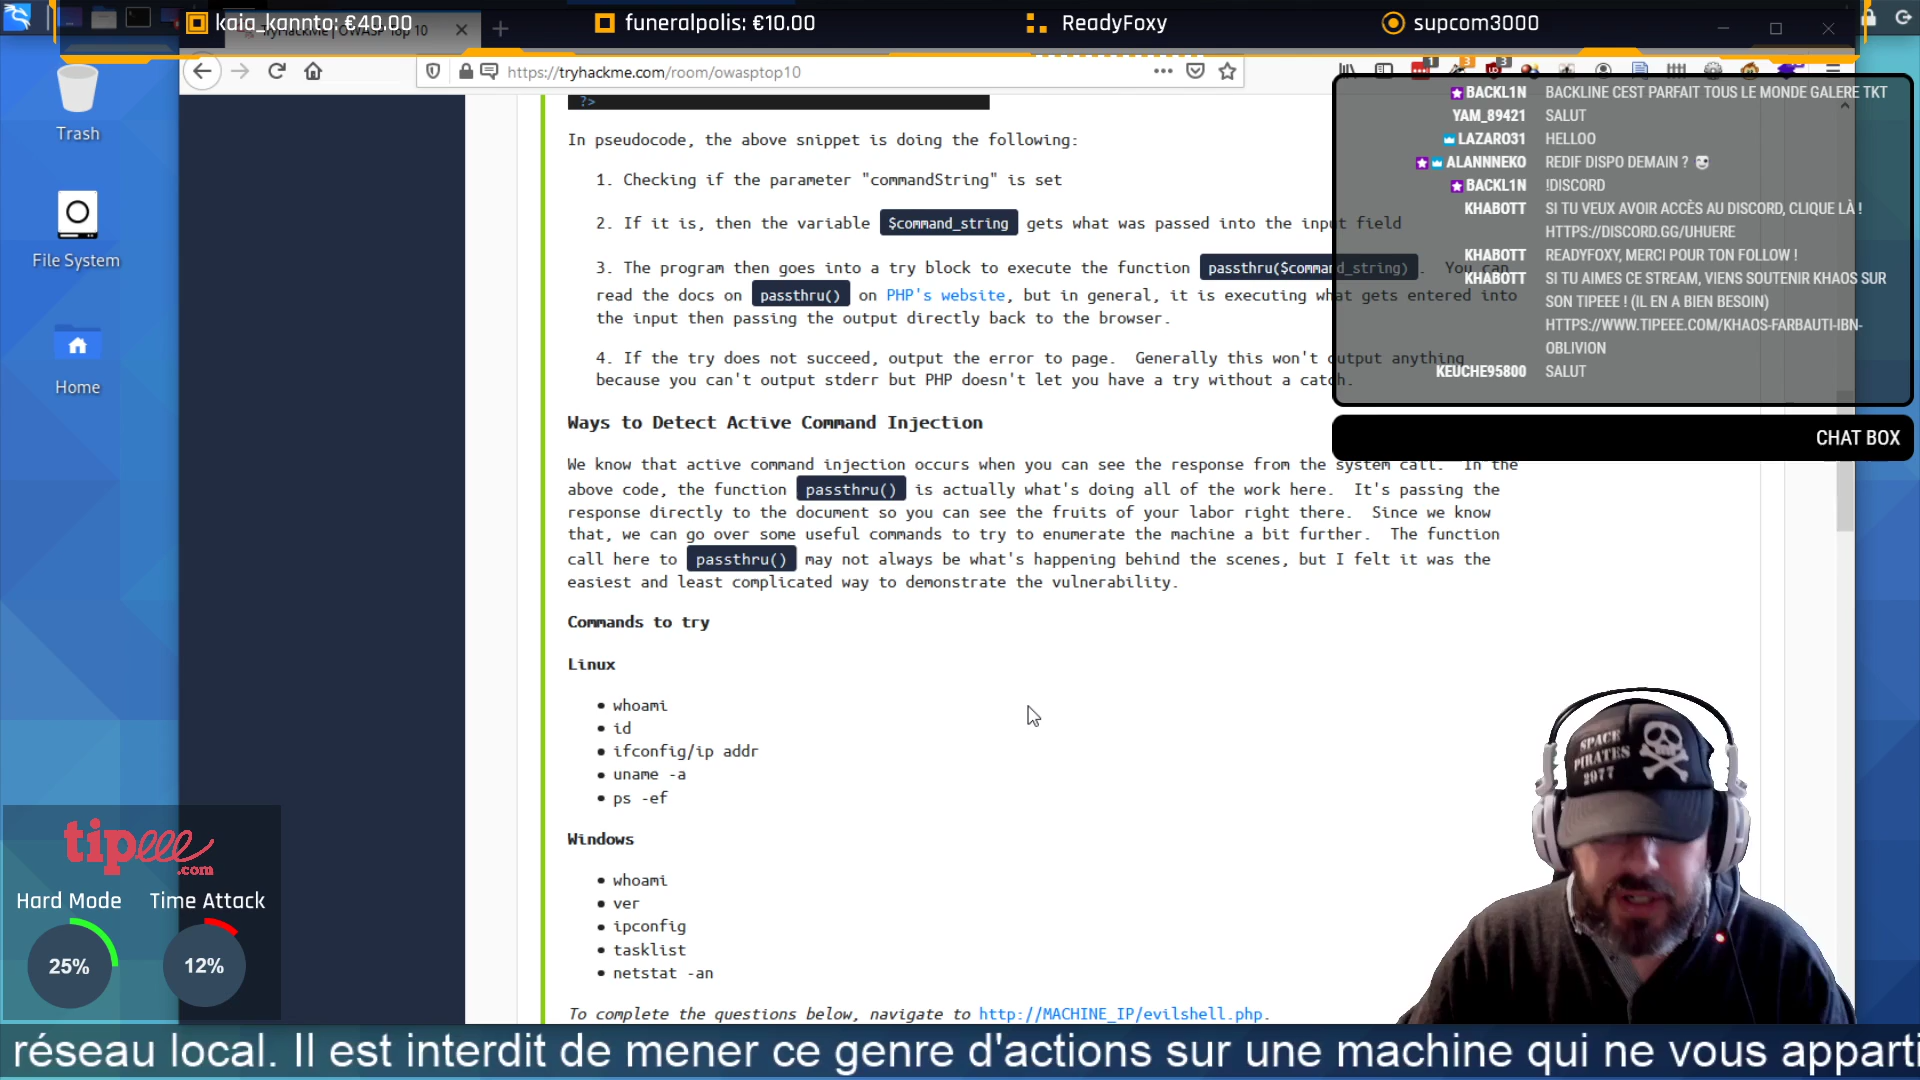 kaia_kannto: €40.00
funeralpolis: €10.00
ReadyFoxy
supcom3000
TryHackMe | OWASP Top 10
https://tryhackme.com/room/owasptop10
Trash
File System
Home
?>
In pseudocode, the above snippet is doing the following:
1. Checking if the parameter "commandString" is set
2. If it is, then the variable $command_string gets what was passed into the input field
3. The program then goes into a try block to execute the function passthru($command_string). You can
read the docs on passthru() on PHP's website, but in general, it is executing what gets entered into
the input then passing the output directly back to the browser.
4. If the try does not succeed, output the error to page. Generally this won't output anything
because you can't output stderr but PHP doesn't let you have a try without a catch.
Ways to Detect Active Command Injection
We know that active command injection occurs when you can see the response from the system call. In the
above code, the function passthru() is actually what's doing all of the work here. It's passing the
response directly to the document so you can see the fruits of your labor right there. Since we know
that, we can go over some useful commands to try to enumerate the machine a bit further. The function
call here to passthru() may not always be what's happening behind the scenes, but I felt it was the
easiest and least complicated way to demonstrate the vulnerability.
Commands to try
Linux
• whoami
• id
• ifconfig/ip addr
• uname -a
• ps -ef
Windows
• whoami
• ver
• ipconfig
• tasklist
• netstat -an
To complete the questions below, navigate to http://MACHINE_IP/evilshell.php.
1
3
3
BACKL1N BACKLINE CEST PARFAIT TOUS LE MONDE GALERE TKT
YAM_89421 SALUT
LAZARO31 HELLOO
ALANNNEKO REDIF DISPO DEMAIN ?
BACKL1N !DISCORD
KHABOTT SI TU VEUX AVOIR ACCÈS AU DISCORD, CLIQUE LÀ !
HTTPS://DISCORD.GG/UHUERE
KHABOTT READYFOXY, MERCI POUR TON FOLLOW !
KHABOTT SI TU AIMES CE STREAM, VIENS SOUTENIR KHAOS SUR
SON TIPEEE ! (IL EN A BIEN BESOIN)
HTTPS://WWW.TIPEEE.COM/KHAOS-FARBAUTI-IBN-
OBLIVION
KEUCHE95800 SALUT
CHAT BOX
SPACE
PIRATES
2977
tipeee
.com
Hard Mode Time Attack
25% 12%
réseau local. Il est interdit de mener ce genre d'actions sur une machine qui ne vous apparti